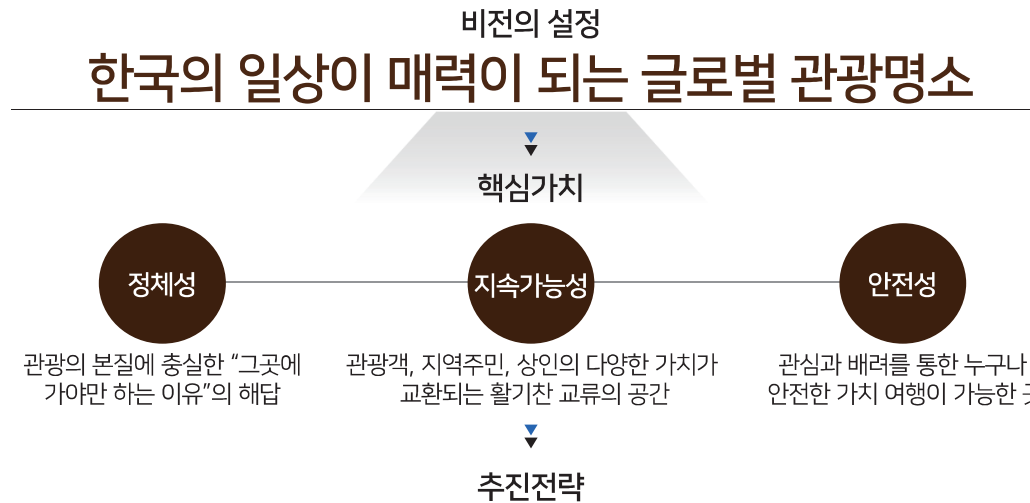 비전의 설정
한국의 일상이 매력이 되는 글로벌 관광명소
핵심가치
정체성
지속가능성
안전성
관광의 본질에 충실한 “그곳에
가야만 하는 이유”의 해답
관광객, 지역주민, 상인의 다양한 가치가
교환되는 활기찬 교류의 공간
관심과 배려를 통한 누구나
안전한 가치 여행이 가능한
추진전략